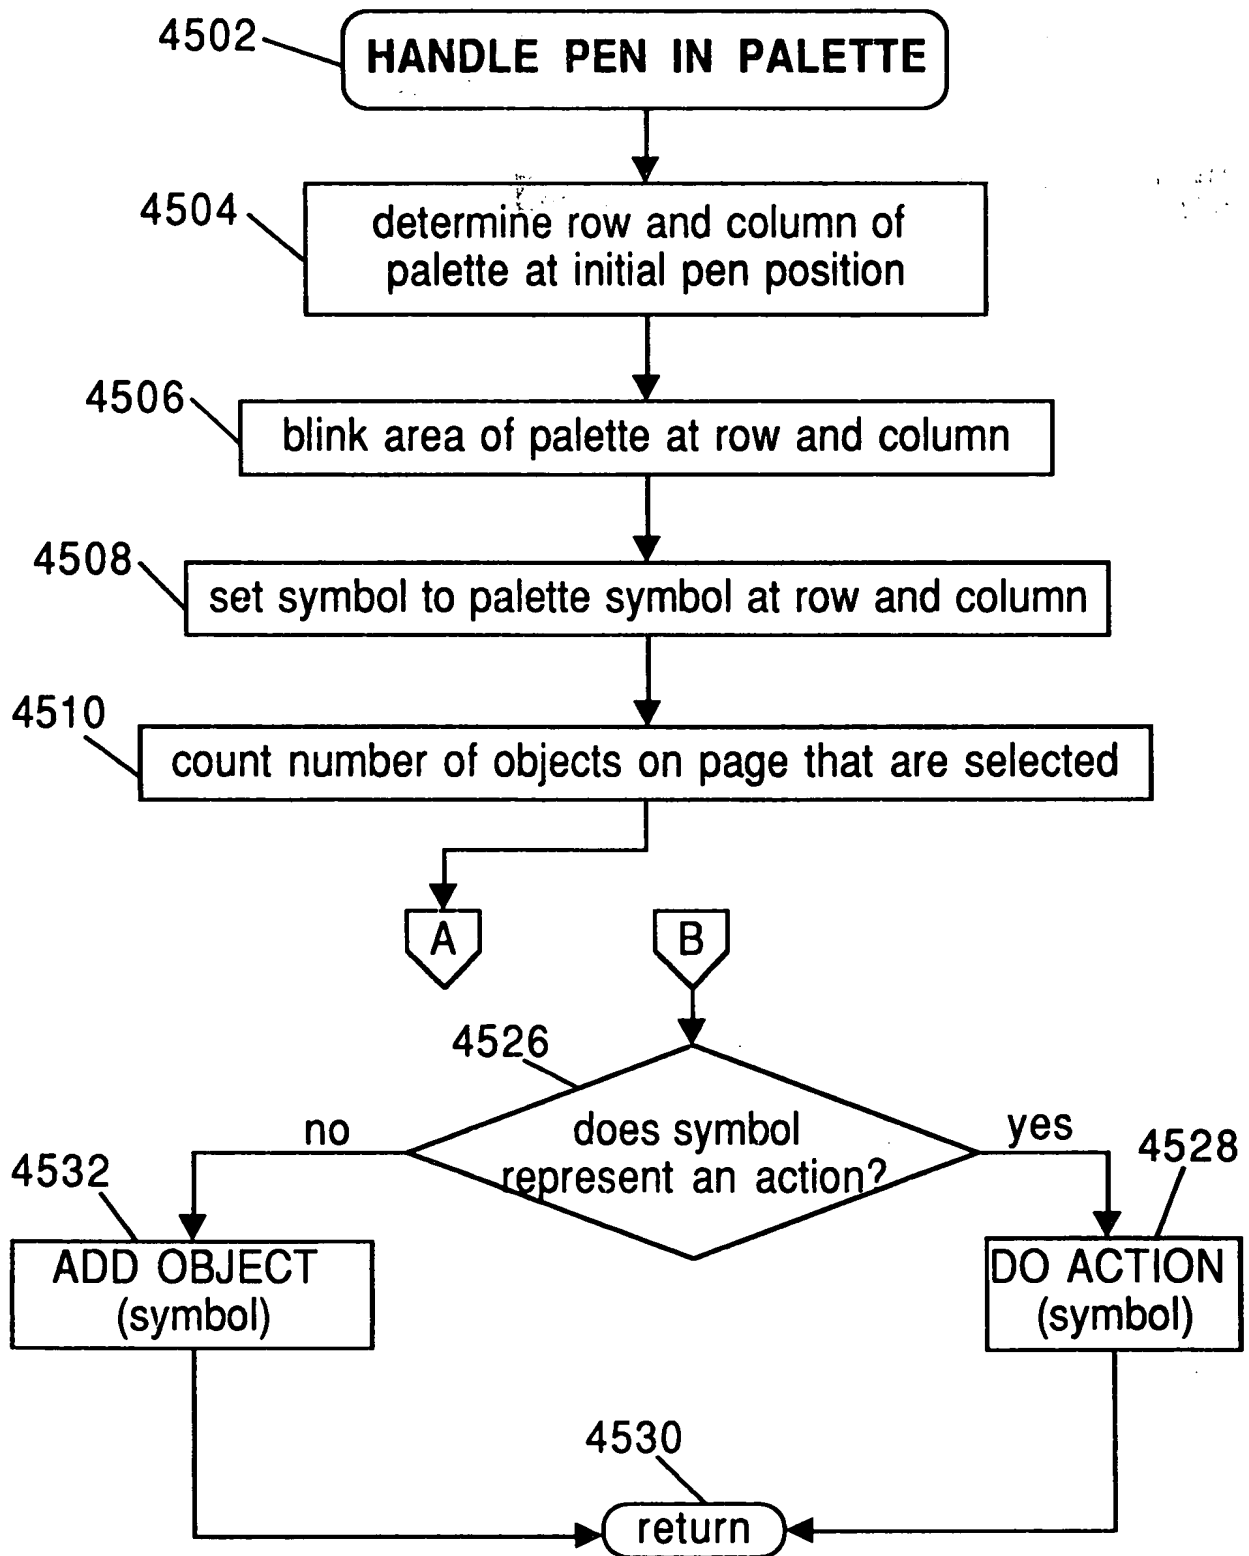 4502
HANDLE PEN IN PALETTE
4504
determine row and column of
palette at initial pen position
4506
blink area of palette at row and column
4508
set symbol to palette symbol at row and column
4510
count number of objects on page that are selected
A
B
4526
does symbol
represent an action?
no
yes
4532
4528
ADD OBJECT
(symbol)
DO ACTION
(symbol)
4530
return